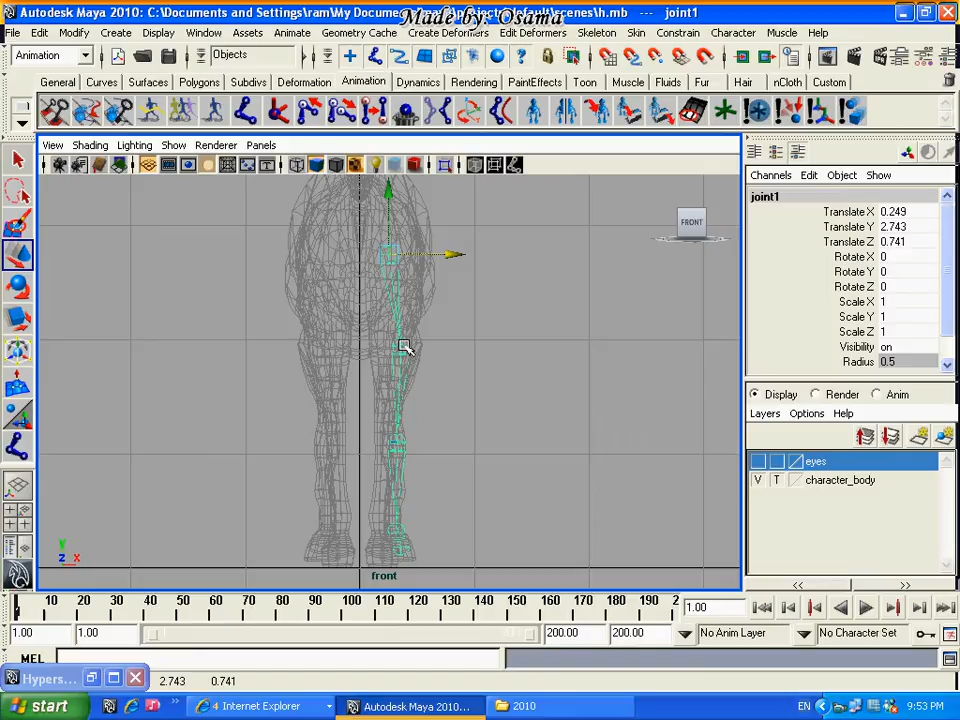 Autodesk Maya 2010: C:\Documents and Settings\ram\My Docume
scenes\h.mb --- joint1
Made by: Osama
File Edit Modify Create Display Window Assets Animate Geometry Cache Create Deformers Edit Deformers Skeleton Skin Constrain Character Muscle Help
Animation Objects
General Curves Surfaces Polygons Subdivs Deformation Animation Dynamics Rendering PaintEffects Toon Muscle Fluids Fur Hair nCloth Custom
View Shading Lighting Show Renderer Panels
FRONT
front
Channels Edit Object Show
joint1
Translate X 0.249
Translate Y 2.743
Translate Z 0.741
Rotate X 0
Rotate Y 0
Rotate Z 0
Scale X 1
Scale Y 1
Scale Z 1
Visibility on
Radius 0.5
Display Render Anim
Layers Options Help
eyes
V T character_body
10 20 30 40 50 60 70 80 90 100 110 120 130 140 150 160 170 180 190 2
1.00
1.00 1.00 200.00 200.00 No Anim Layer No Character Set
MEL
Hypers...
2.743 0.741
start 4 Internet Explorer Autodesk Maya 2010... 2010 EN 9:53 PM